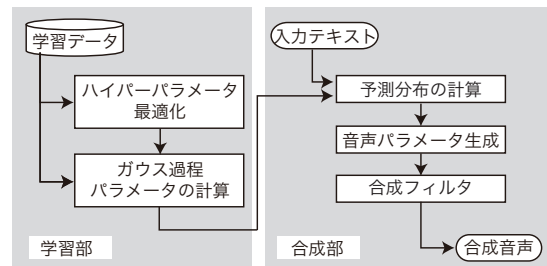 学習データ
ハイパーパラメータ
最適化
ガウス過程
パラメータの計算
学習部
入力テキスト
予測分布の計算
音声パラメータ生成
合成フィルタ
合成音声
合成部